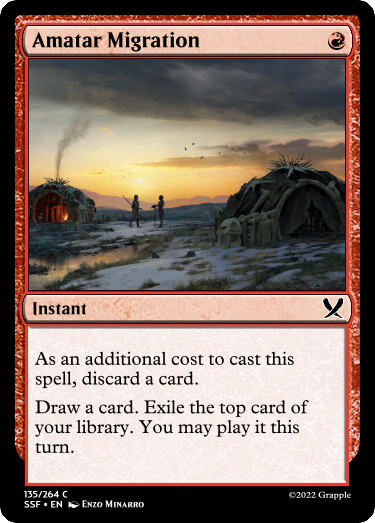 Amatar Migration
Instant
As an additional cost to cast this
spell, discard a card.
Draw a card. Exile the top card of
your library. You may play it this
turn.
135/264 C
SSF • EN Enzo Minarro
©2022 Grapple